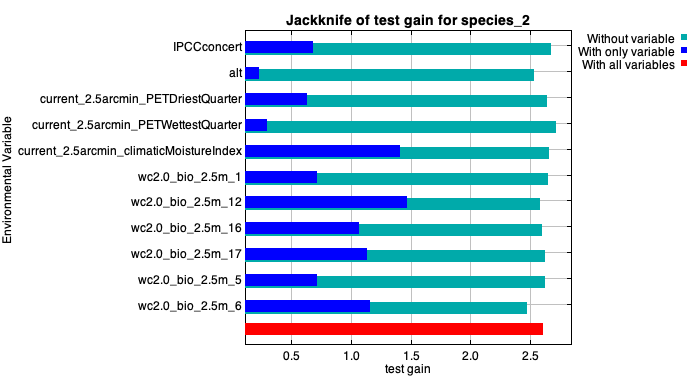 Jackknife of test gain for species_2
Without variable
With only variable
With all variables
Environmental Variable
IPCCconcert
alt
current_2.5arcmin_PETDriestQuarter
current_2.5arcmin_PETWettestQuarter
current_2.5arcmin_climaticMoistureIndex
wc2.0_bio_2.5m_1
wc2.0_bio_2.5m_12
wc2.0_bio_2.5m_16
wc2.0_bio_2.5m_17
wc2.0_bio_2.5m_5
wc2.0_bio_2.5m_6
0.5 1.0 1.5 2.0 2.5
test gain